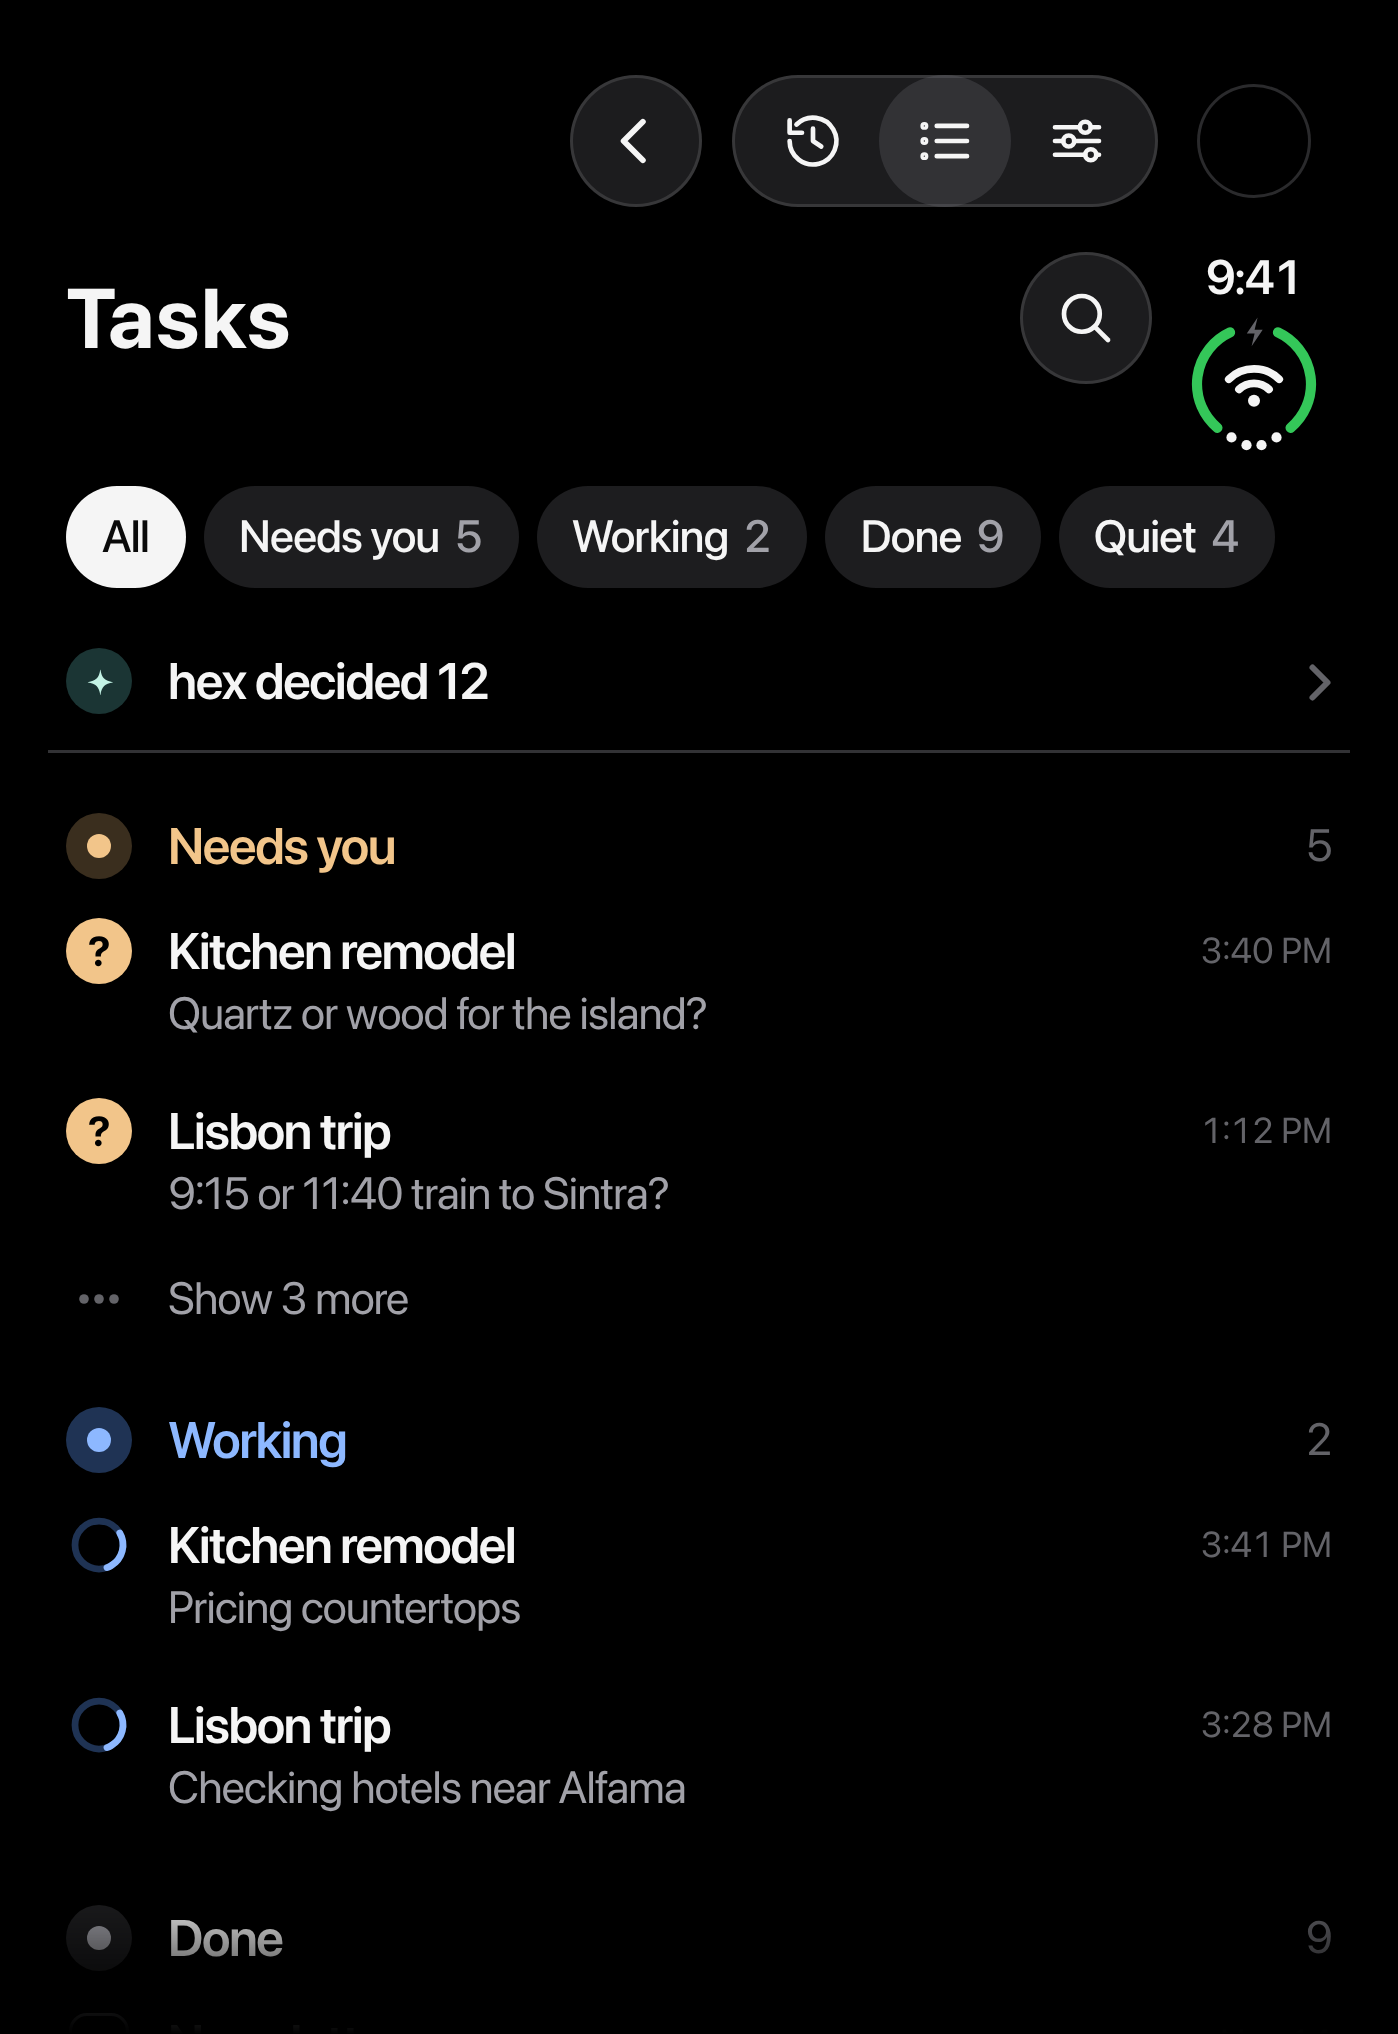 9:41
Tasks
All
Needs you 5
Working 2
Done 9
Quiet 4
hex decided 12
Needs you 5
? Kitchen remodel 3:40 PM
Quartz or wood for the island?
? Lisbon trip 1:12 PM
9:15 or 11:40 train to Sintra?
Show 3 more
Working 2
Kitchen remodel 3:41 PM
Pricing countertops
Lisbon trip 3:28 PM
Checking hotels near Alfama
Done 9